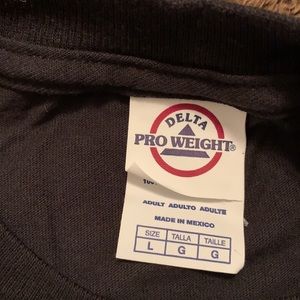 DELTA
PRO WEIGHT®
ADULT ADULTO ADULTE
MADE IN MEXICO
SIZE TALLA TAILLE
L G G